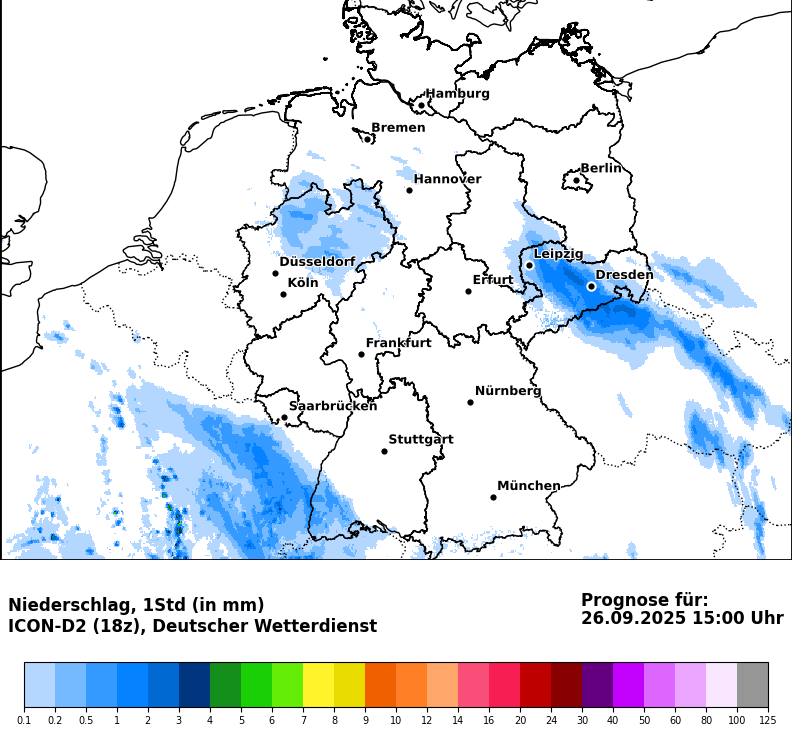 Hamburg
Bremen
Berlin
Hannover
Leipzig
Düsseldorf
Dresden
Köln
Erfurt
Frankfurt
Nürnberg
Saarbrücken
Stuttgart
München
Niederschlag, 1Std (in mm)
ICON-D2 (18z), Deutscher Wetterdienst
Prognose für:
26.09.2025 15:00 Uhr
0.1 0.2 0.5 1 2 3 4 5 6 7 8 9 10 12 14 16 20 24 30 40 50 60 80 100 125